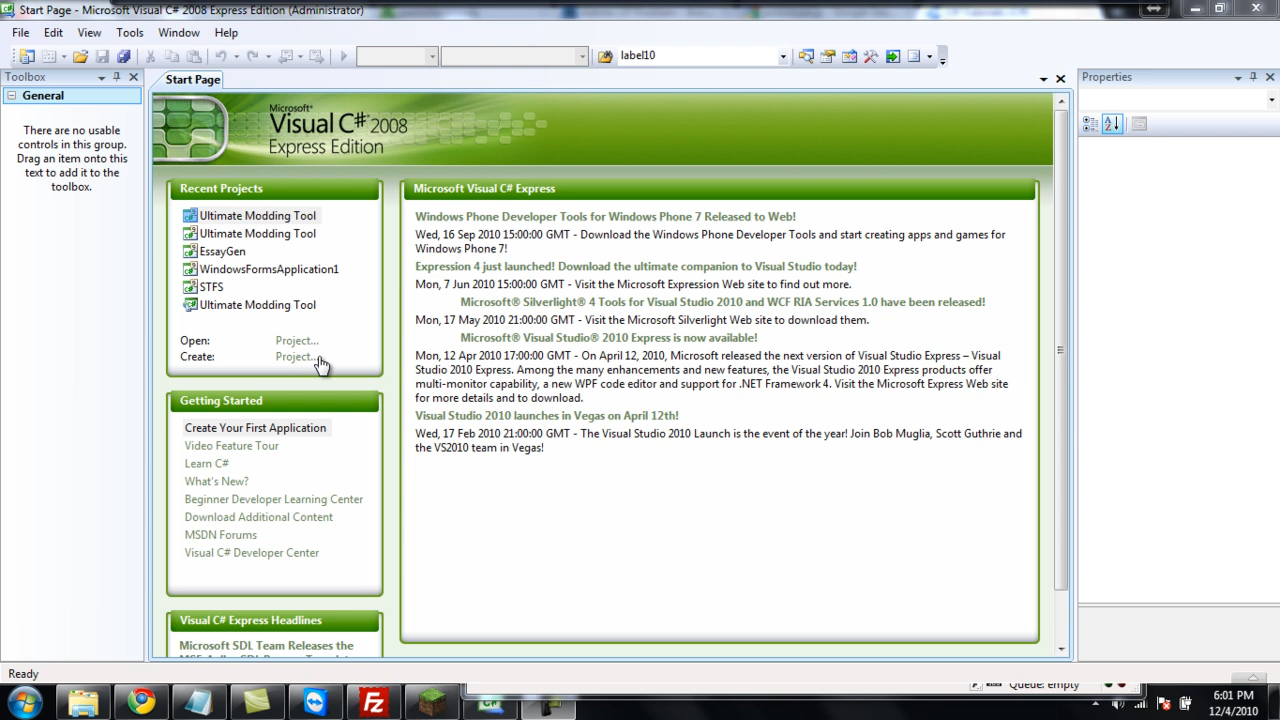 Start Page - Microsoft Visual C# 2008 Express Edition (Administrator)
File Edit View Tools Window Help
label10
Toolbox
General
There are no usable
controls in this group.
Drag an item onto this
text to add it to the
toolbox.
Start Page
Microsoft®
Visual C# 2008
Express Edition
Recent Projects
Ultimate Modding Tool
Ultimate Modding Tool
EssayGen
WindowsFormsApplication1
STFS
Ultimate Modding Tool
Open: Project...
Create: Project...
Getting Started
Create Your First Application
Video Feature Tour
Learn C#
What's New?
Beginner Developer Learning Center
Download Additional Content
MSDN Forums
Visual C# Developer Center
Visual C# Express Headlines
Microsoft SDL Team Releases the
Microsoft Visual C# Express
Windows Phone Developer Tools for Windows Phone 7 Released to Web!
Wed, 16 Sep 2010 15:00:00 GMT - Download the Windows Phone Developer Tools and start creating apps and games for
Windows Phone 7!
Expression 4 just launched! Download the ultimate companion to Visual Studio today!
Mon, 7 Jun 2010 15:00:00 GMT - Visit the Microsoft Expression Web site to find out more.
Microsoft® Silverlight® 4 Tools for Visual Studio 2010 and WCF RIA Services 1.0 have been released!
Mon, 17 May 2010 21:00:00 GMT - Visit the Microsoft Silverlight Web site to download them.
Microsoft® Visual Studio® 2010 Express is now available!
Mon, 12 Apr 2010 17:00:00 GMT - On April 12, 2010, Microsoft released the next version of Visual Studio Express – Visual
Studio 2010 Express. Among the many enhancements and new features, the Visual Studio 2010 Express products offer
multi-monitor capability, a new WPF code editor and support for .NET Framework 4. Visit the Microsoft Express Web site
for more details and to download.
Visual Studio 2010 launches in Vegas on April 12th!
Wed, 17 Feb 2010 21:00:00 GMT - The Visual Studio 2010 Launch is the event of the year! Join Bob Muglia, Scott Guthrie and
the VS2010 team in Vegas!
Properties
Ready
Queue: empty
6:01 PM
12/4/2010